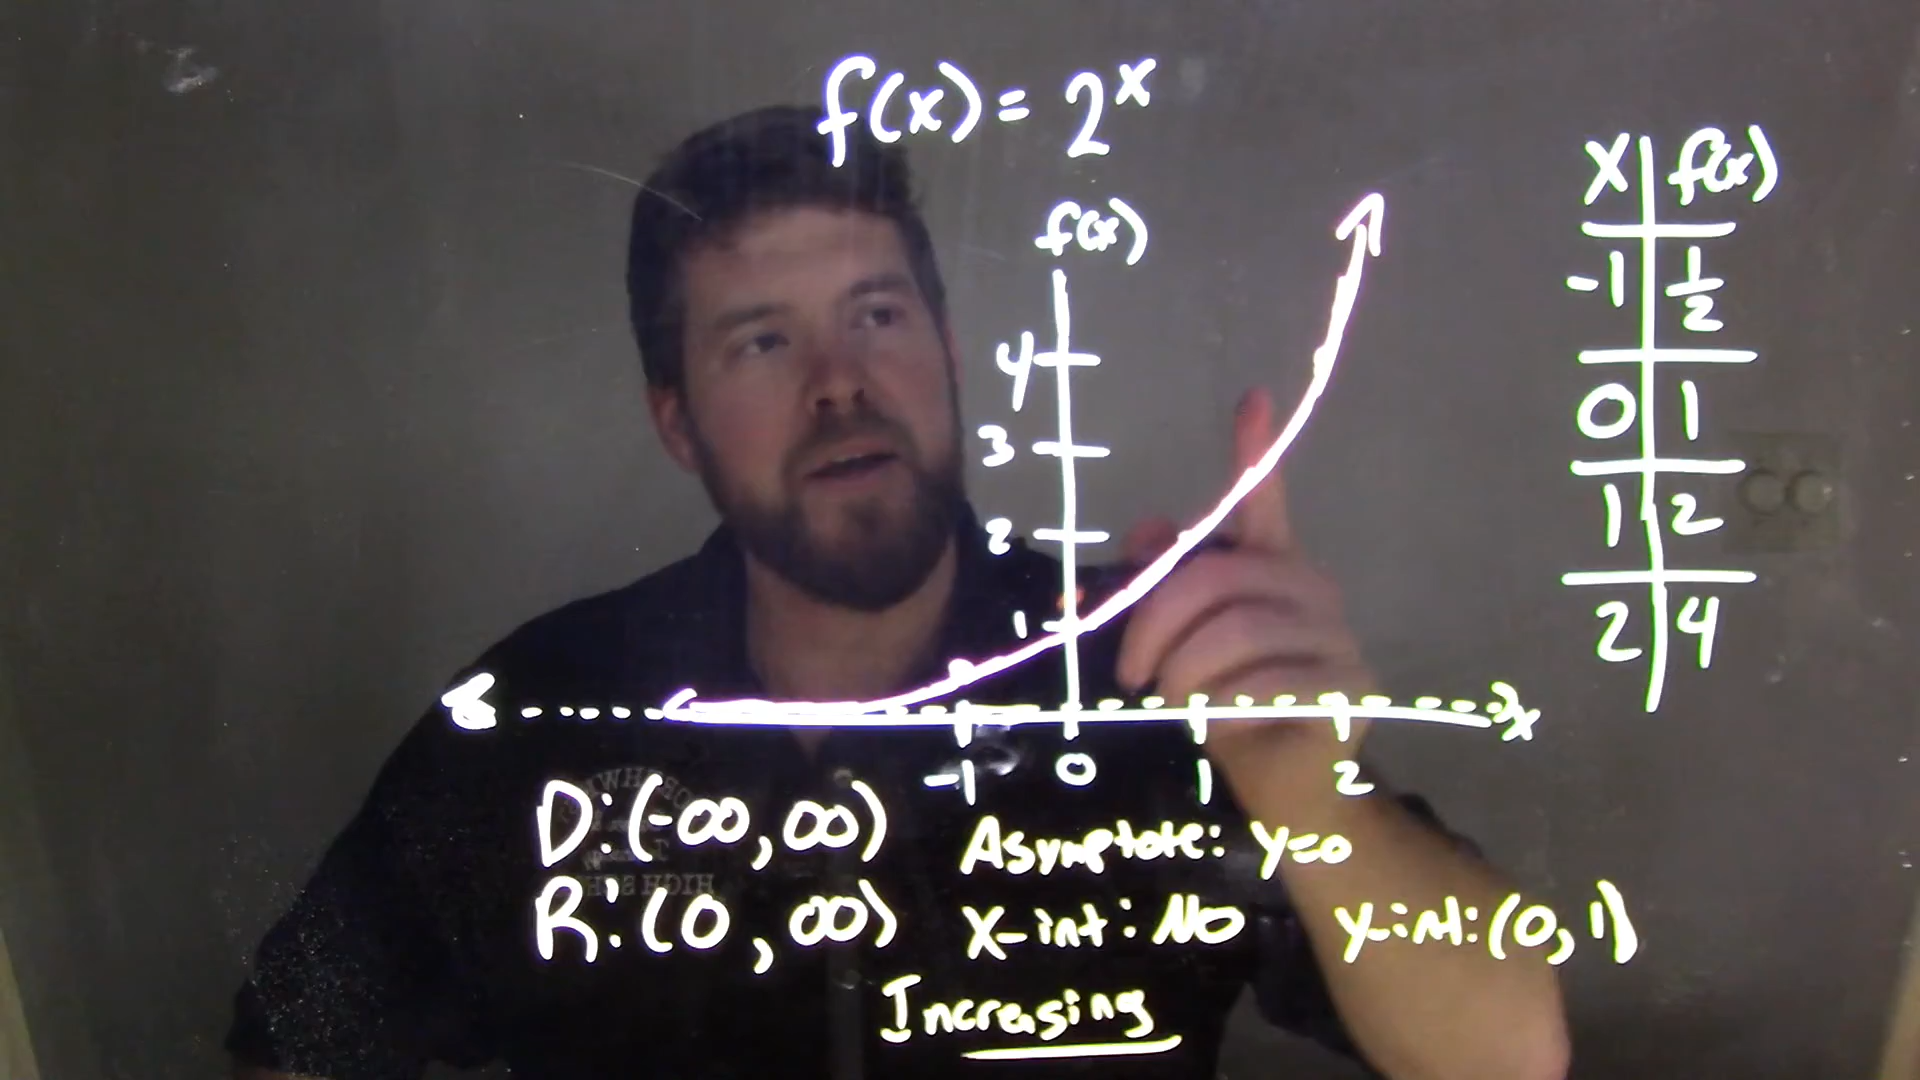 f(x) = 2^x
f(x)
4
3
2
1
-1 0 1 2
x
x f(x)
-1 1/2
0 1
1 2
2 4
D: (-∞, ∞)
R: (0, ∞)
Asymptote: y=0
x-int: NO
y-int: (0, 1)
Increasing